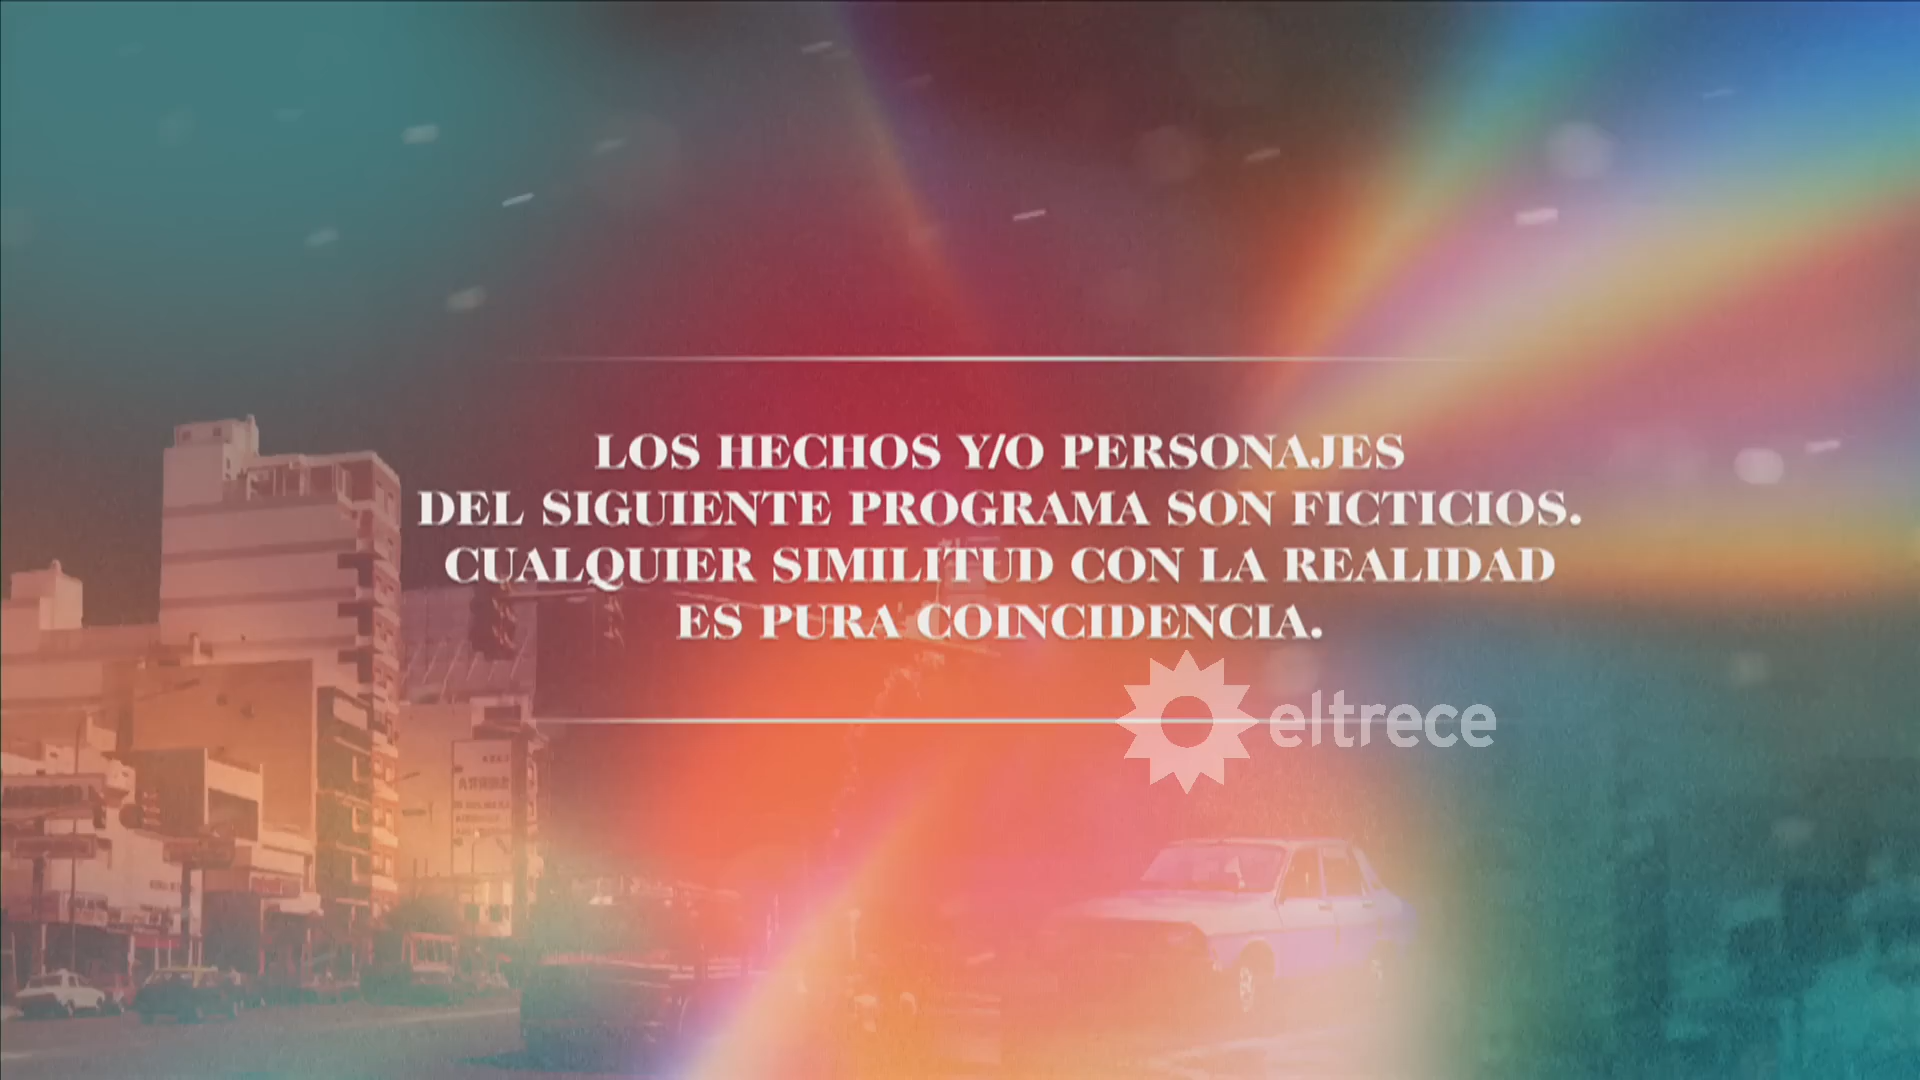 LOS HECHOS Y/O PERSONAJES
DEL SIGUIENTE PROGRAMA SON FICTICIOS.
CUALQUIER SIMILITUD CON LA REALIDAD
ES PURA COINCIDENCIA.
eltrece